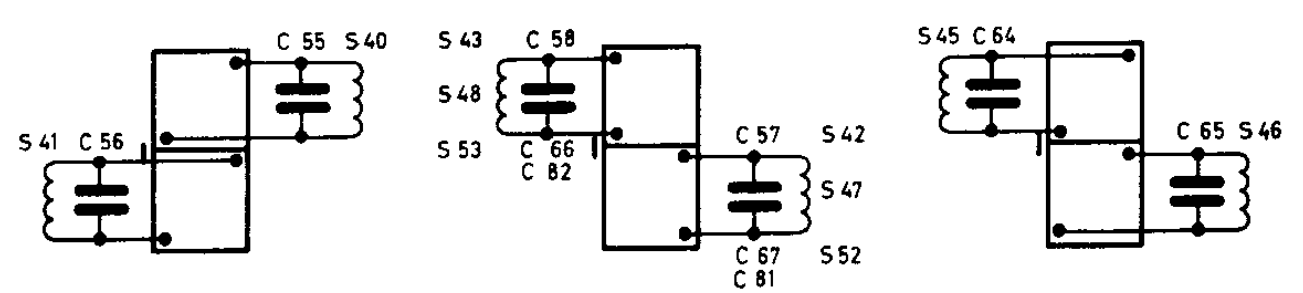 C 55 S 40
S 41 C 56
S 43 C 58
S 48
S 53 C 66
C 82
C 57 S 42
S 47
C 67 S 52
C 81
S 45 C 64
C 65 S 46